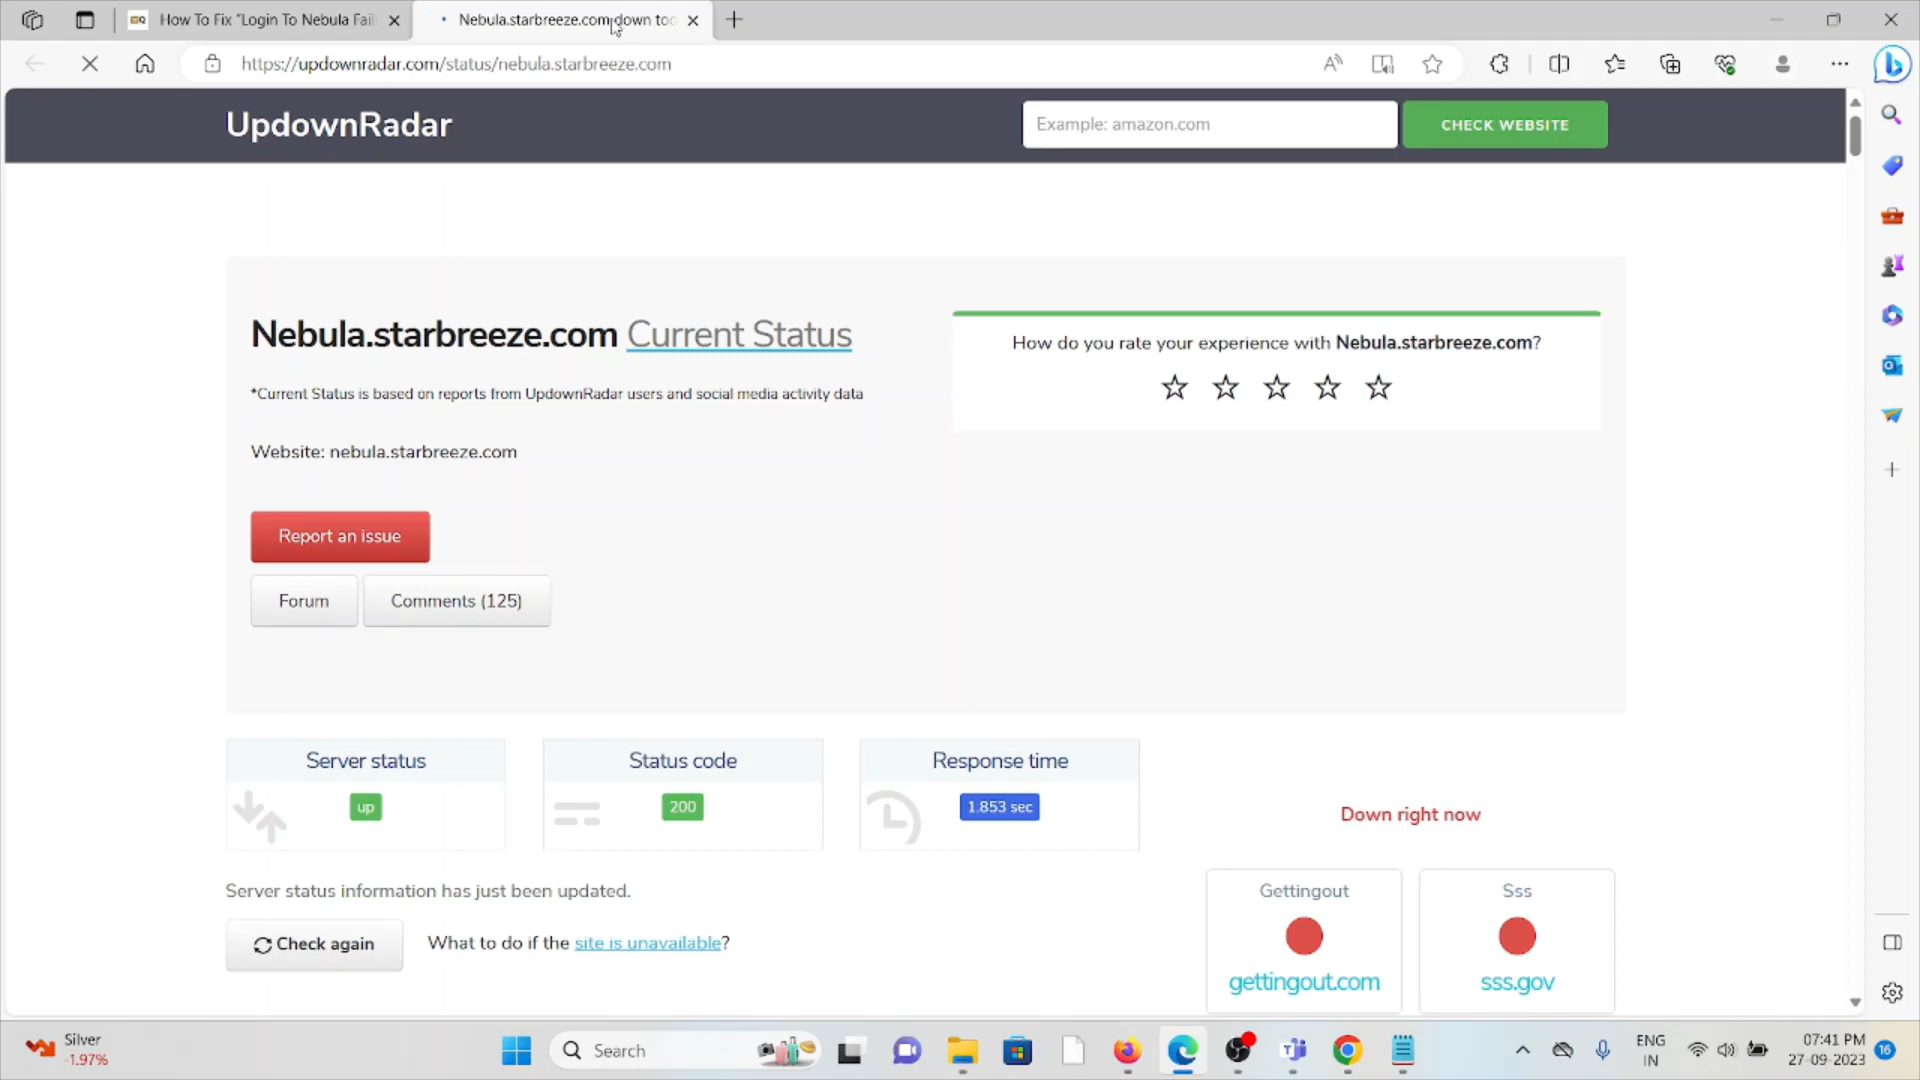 How To Fix "Login To Nebula Fail
Nebula.starbreeze.com down too
https://updownradar.com/status/nebula.starbreeze.com
UpdownRadar
Example: amazon.com
CHECK WEBSITE
Nebula.starbreeze.com Current Status
How do you rate your experience with Nebula.starbreeze.com?
*Current Status is based on reports from UpdownRadar users and social media activity data
Website: nebula.starbreeze.com
Report an issue
Forum
Comments (125)
Server status
Status code
Response time
up
200
1.853 sec
Down right now
Server status information has just been updated.
Check again
What to do if the site is unavailable?
Gettingout
gettingout.com
Sss
sss.gov
Silver
-1.97%
Search
ENG
IN
07:41 PM
27-09-2023
16